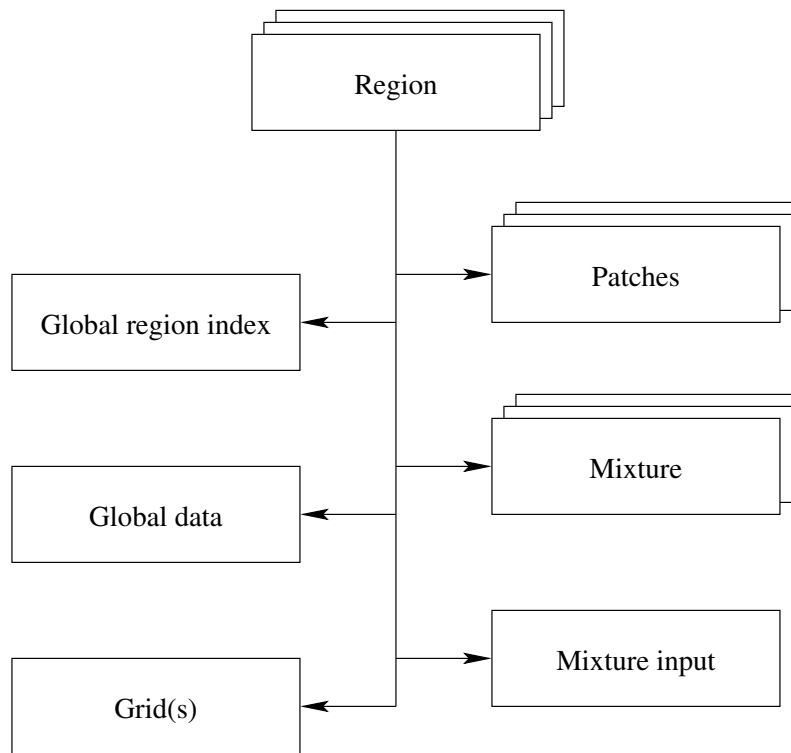 Region
Patches
Global region index
Mixture
Global data
Mixture input
Grid(s)